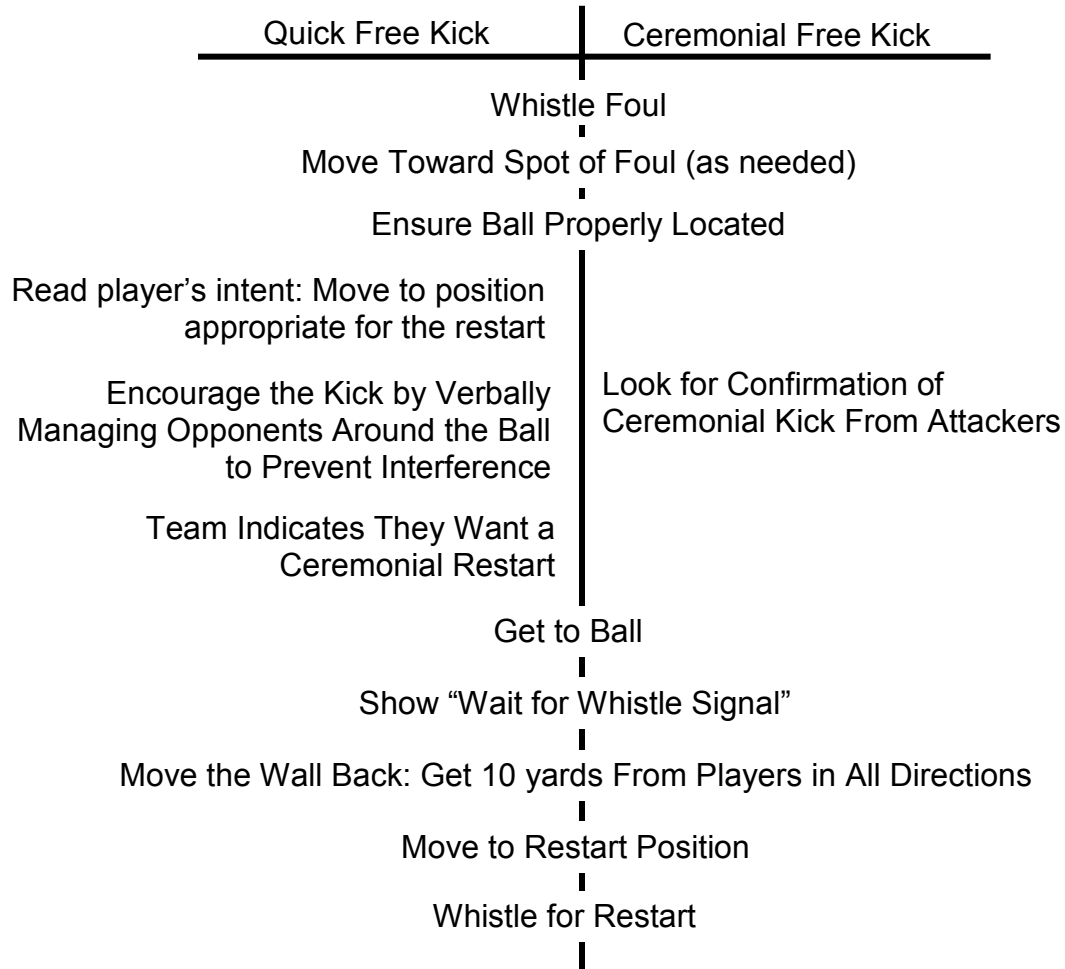 Quick Free Kick
Ceremonial Free Kick
Whistle Foul
Move Toward Spot of Foul (as needed)
Ensure Ball Properly Located
Read player’s intent: Move to position
appropriate for the restart
Encourage the Kick by Verbally
Managing Opponents Around the Ball
to Prevent Interference
Team Indicates They Want a
Ceremonial Restart
Look for Confirmation of
Ceremonial Kick From Attackers
Get to Ball
Show “Wait for Whistle Signal”
Move the Wall Back: Get 10 yards From Players in All Directions
Move to Restart Position
Whistle for Restart